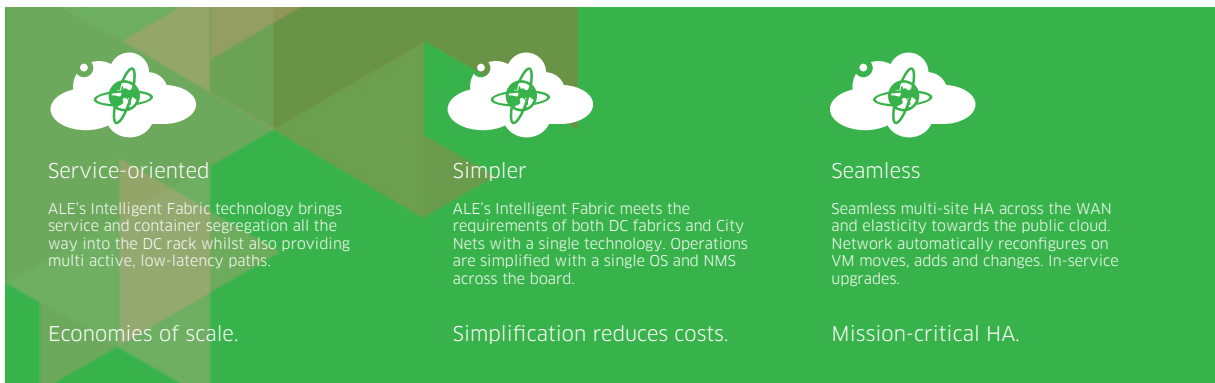 Service-oriented
ALE's Intelligent Fabric technology brings
service and container segregation all the
way into the DC rack whilst also providing
multi active, low-latency paths.
Economies of scale.
Simpler
ALE's Intelligent Fabric meets the
requirements of both DC fabrics and City
Nets with a single technology. Operations
are simplified with a single OS and NMS
across the board.
Simplification reduces costs.
Seamless
Seamless multi-site HA across the WAN
and elasticity towards the public cloud.
Network automatically reconfigures on
VM moves, adds and changes. In-service
upgrades.
Mission-critical HA.